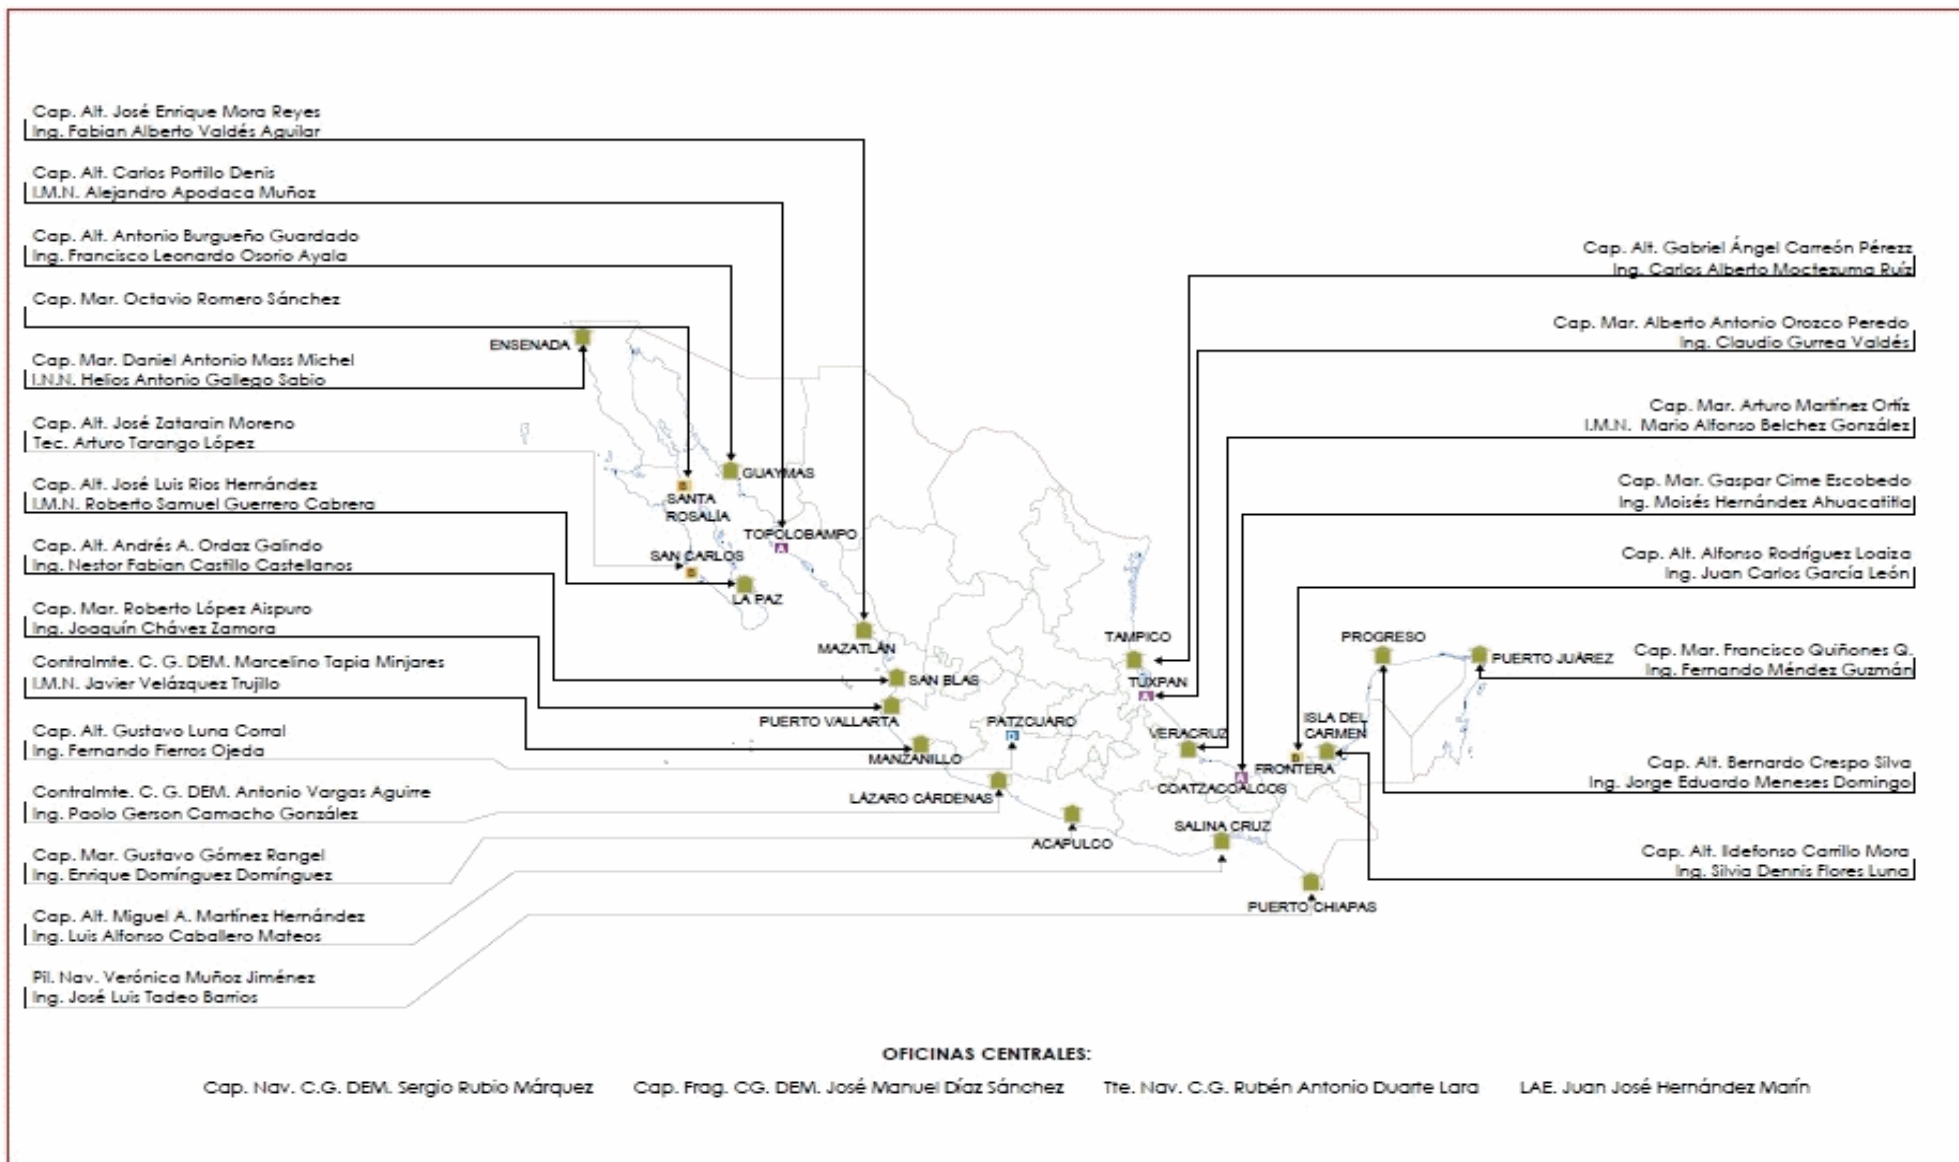 Cap. Alt. José Enrique Mora Reyes
Ing. Fabian Alberto Valdés Aguilar
Cap. Alt. Carlos Portillo Denis
I.M.N. Alejandro Apodaca Muñoz
Cap. Alt. Antonio Burgueño Guardado
Ing. Francisco Leonardo Osorio Ayala
Cap. Mar. Octavio Romero Sánchez
Cap. Mar. Daniel Antonio Mass Michel
I.N.N. Helios Antonio Gallego Sabio
Cap. Alt. José Zatarain Moreno
Tec. Arturo Tarango López
Cap. Alt. José Luis Rios Hernández
I.M.N. Roberto Samuel Guerrero Cabrera
Cap. Alt. Andrés A. Ordaz Galindo
Ing. Nestor Fabian Castillo Castellanos
Cap. Mar. Roberto López Aispuro
Ing. Joaquín Chávez Zamora
Contralmte. C. G. DEM. Marcelino Tapia Minjares
I.M.N. Javier Velázquez Trujillo
Cap. Alt. Gustavo Luna Corral
Ing. Fernando Fierros Ojeda
Contralmte. C. G. DEM. Antonio Vargas Aguirre
Ing. Paolo Gerson Camacho González
Cap. Mar. Gustavo Gómez Rangel
Ing. Enrique Domínguez Domínguez
Cap. Alt. Miguel A. Martínez Hernández
Ing. Luis Alfonso Caballero Mateos
Pil. Nav. Verónica Muñoz Jiménez
Ing. José Luis Tadeo Barrios
ENSENADA
GUAYMAS
SANTA
ROSALÍA
TOPOLOBAMPO
A
SAN CARLOS
LA PAZ
MAZATLÁN
SAN BLAS
PUERTO VALLARTA
PATZCUARO
D
MANZANILLO
LÁZARO CÁRDENAS
ACAPULCO
TAMPICO
TUXPAN
A
VERACRUZ
A
COATZACOALCOS
FRONTERA
ISLA DEL
CARMEN
PROGRESO
PUERTO JUÁREZ
SALINA CRUZ
PUERTO CHIAPAS
Cap. Alt. Gabriel Ángel Carreón Pérezz
Ing. Carlos Alberto Moctezuma Ruíz
Cap. Mar. Alberto Antonio Orozco Peredo
Ing. Claudio Gurrea Valdés
Cap. Mar. Arturo Martínez Ortíz
I.M.N. Mario Alfonso Belchez González
Cap. Mar. Gaspar Cime Escobedo
Ing. Moisés Hernández Ahuacatitla
Cap. Alt. Alfonso Rodríguez Loaiza
Ing. Juan Carlos García León
Cap. Mar. Francisco Quiñones Q.
Ing. Fernando Méndez Guzmán
Cap. Alt. Bernardo Crespo Silva
Ing. Jorge Eduardo Meneses Domingo
Cap. Alt. Ildefonso Carrillo Mora
Ing. Silvia Dennis Flores Luna
OFICINAS CENTRALES:
Cap. Nav. C.G. DEM. Sergio Rubio Márquez Cap. Frag. CG. DEM. José Manuel Díaz Sánchez Tte. Nav. C.G. Rubén Antonio Duarte Lara LAE. Juan José Hernández Marín